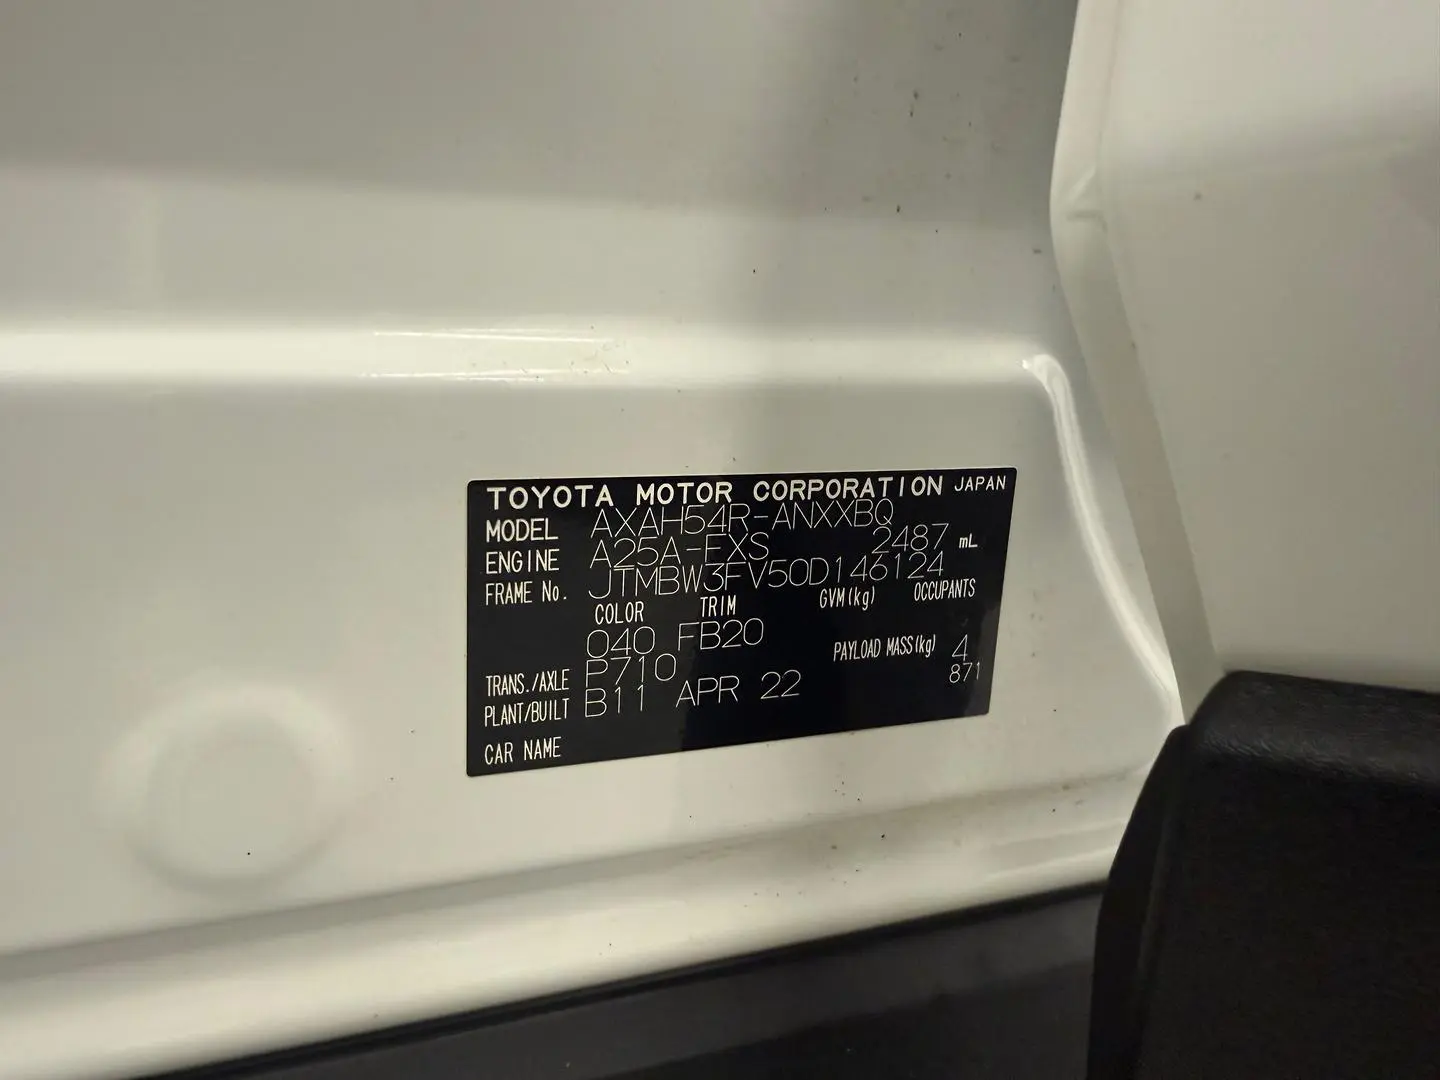 TOYOTA MOTOR CORPORATION JAPAN
MODEL AXAH54R-ANXXBQ
ENGINE A25A-FXS 2487 mL
FRAME No. JTMBW3FV50D146124
COLOR TRIM GVM(kg) OCCUPANTS
040 FB20
PAYLOAD MASS(kg) 4
TRANS./AXLE P710 871
PLANT/BUILT B11 APR 22
CAR NAME